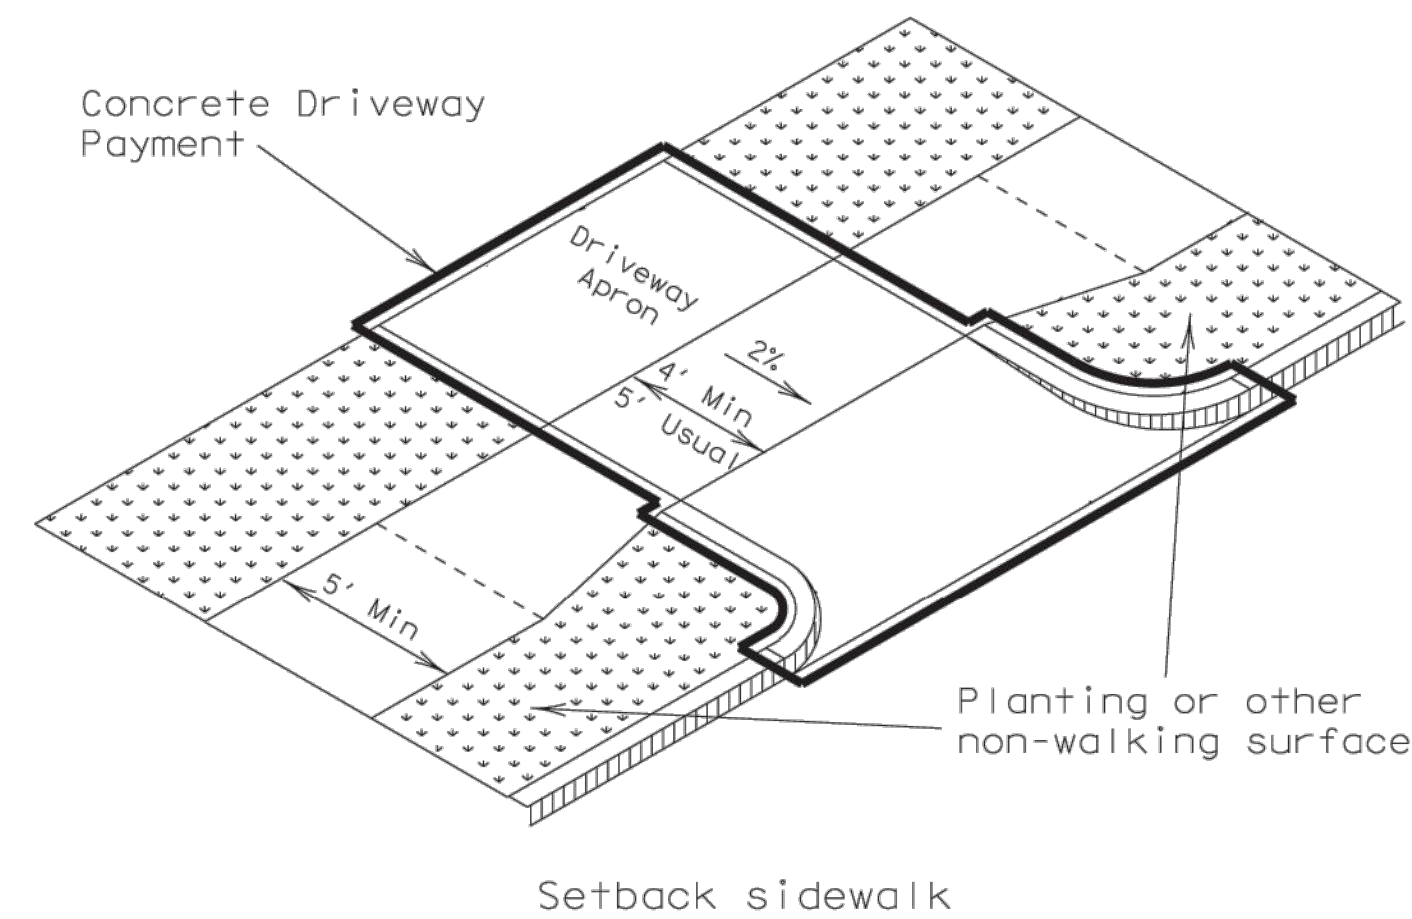 Concrete Driveway
Payment
Driveway
Apron
2%
4' Min
5' Usual
5' Min
Planting or other
non-walking surface
Setback sidewalk